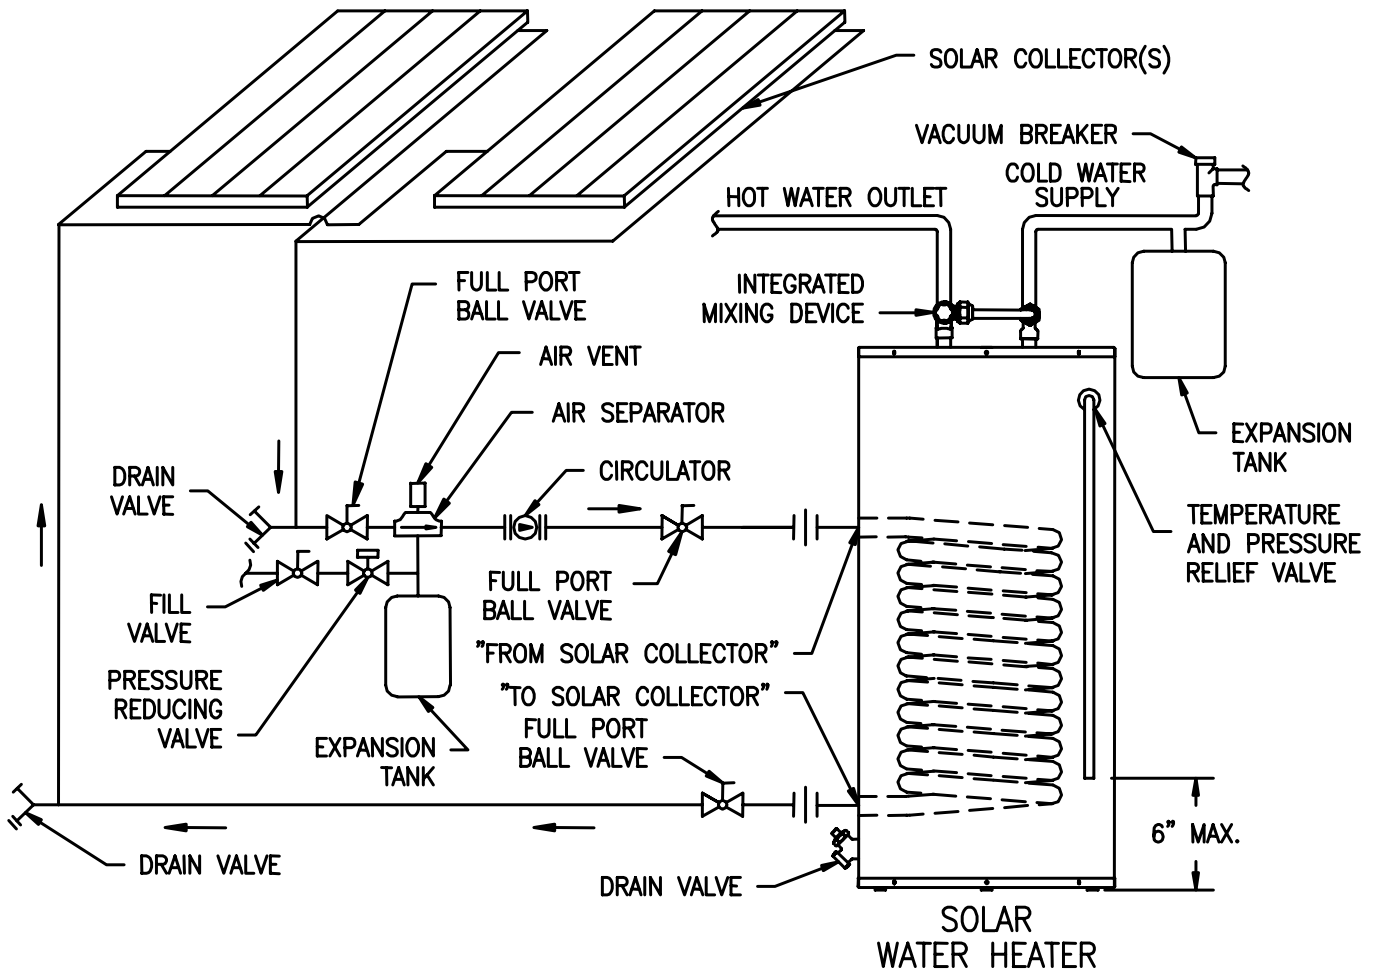 SOLAR COLLECTOR(S)
VACUUM BREAKER
COLD WATER
SUPPLY
HOT WATER OUTLET
FULL PORT
BALL VALVE
INTEGRATED
MIXING DEVICE
AIR VENT
AIR SEPARATOR
EXPANSION
TANK
CIRCULATOR
DRAIN
VALVE
TEMPERATURE
AND PRESSURE
RELIEF VALVE
FULL PORT
BALL VALVE
FILL
VALVE
"FROM SOLAR COLLECTOR"
"TO SOLAR COLLECTOR"
PRESSURE
REDUCING
VALVE
FULL PORT
BALL VALVE
EXPANSION
TANK
6" MAX.
DRAIN VALVE
DRAIN VALVE
SOLAR
WATER HEATER